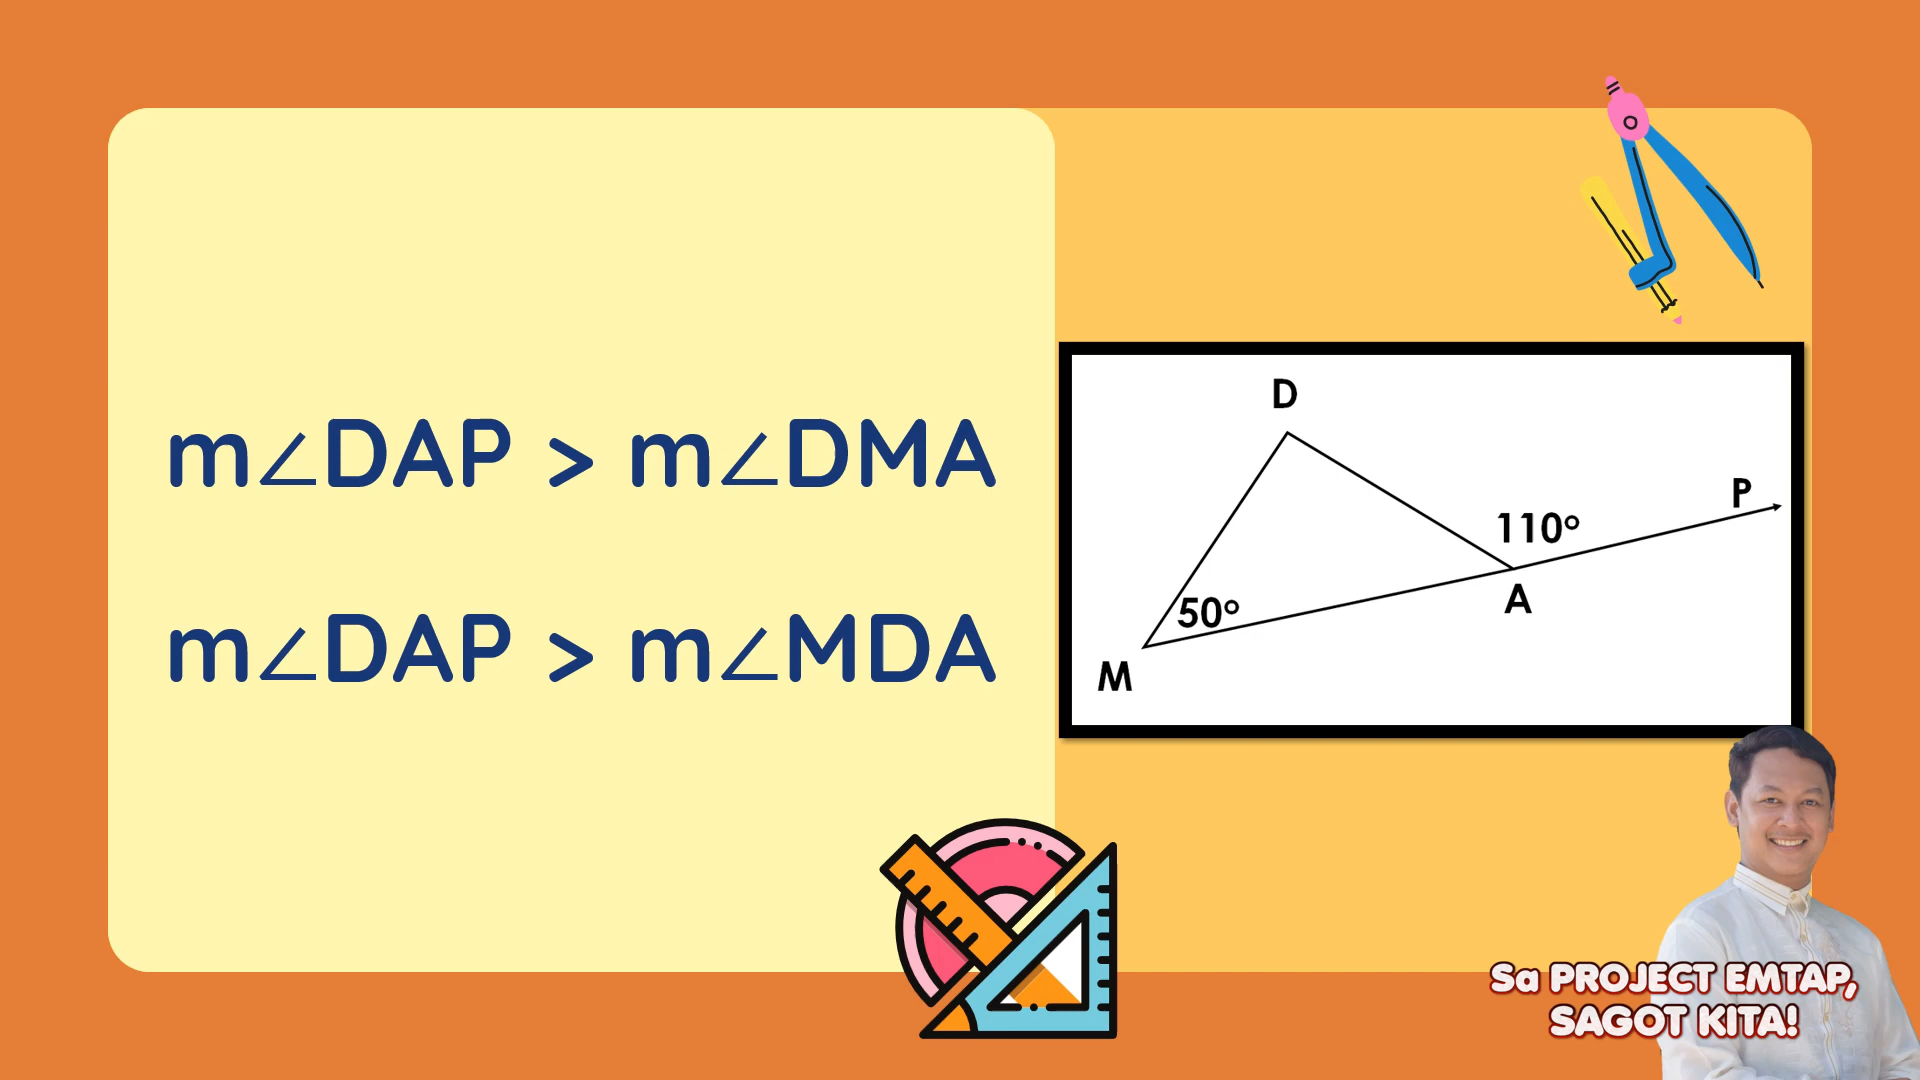 m∠DAP > m∠DMA
m∠DAP > m∠MDA
D
P
110°
A
50°
M
Sa PROJECT EMTAP,
SAGOT KITA!